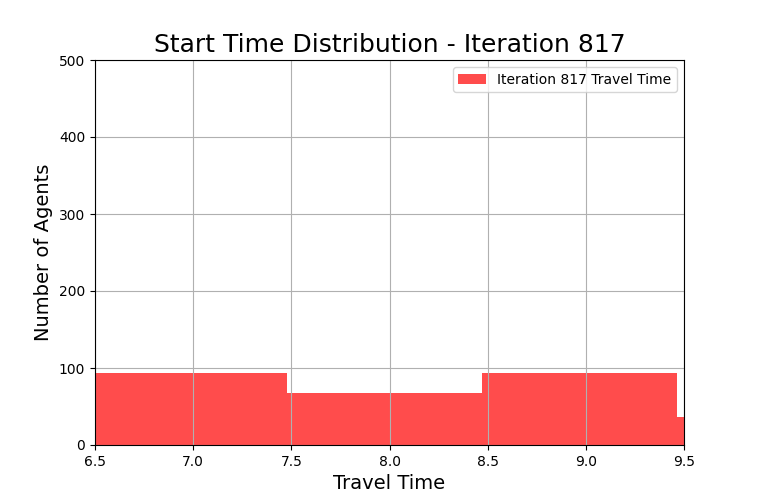 Start Time Distribution - Iteration 817
Iteration 817 Travel Time
Number of Agents
500
400
300
200
100
0
6.5 7.0 7.5 8.0 8.5 9.0 9.5
Travel Time